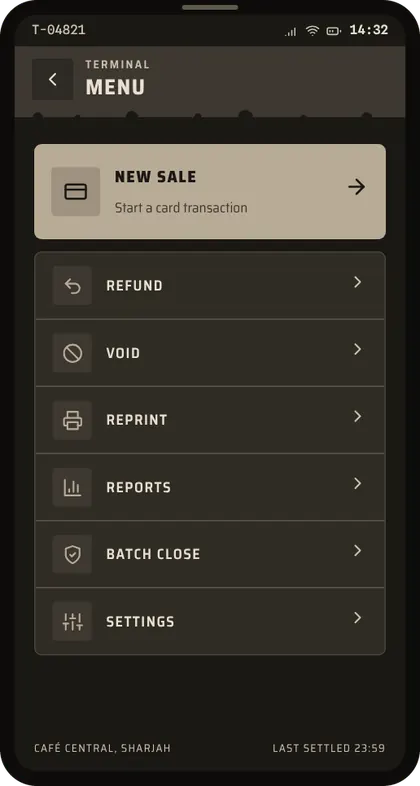 T-04821
14:32
TERMINAL
MENU
NEW SALE
Start a card transaction
REFUND
VOID
REPRINT
REPORTS
BATCH CLOSE
SETTINGS
CAFÉ CENTRAL, SHARJAH
LAST SETTLED 23:59